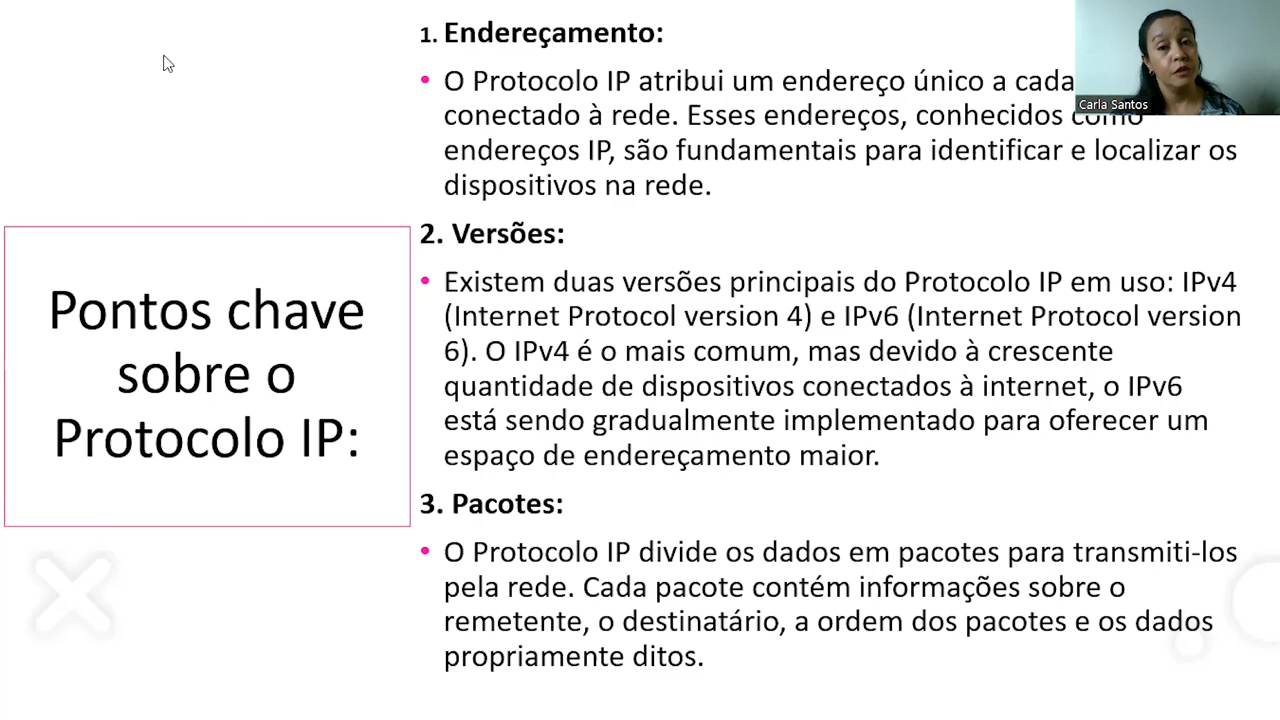 Pontos chave
sobre o
Protocolo IP:
1. Endereçamento:
• O Protocolo IP atribui um endereço único a cada
conectado à rede. Esses endereços, conhecidos como
endereços IP, são fundamentais para identificar e localizar os
dispositivos na rede.
2. Versões:
• Existem duas versões principais do Protocolo IP em uso: IPv4
(Internet Protocol version 4) e IPv6 (Internet Protocol version
6). O IPv4 é o mais comum, mas devido à crescente
quantidade de dispositivos conectados à internet, o IPv6
está sendo gradualmente implementado para oferecer um
espaço de endereçamento maior.
3. Pacotes:
• O Protocolo IP divide os dados em pacotes para transmiti-los
pela rede. Cada pacote contém informações sobre o
remetente, o destinatário, a ordem dos pacotes e os dados
propriamente ditos.
Carla Santos